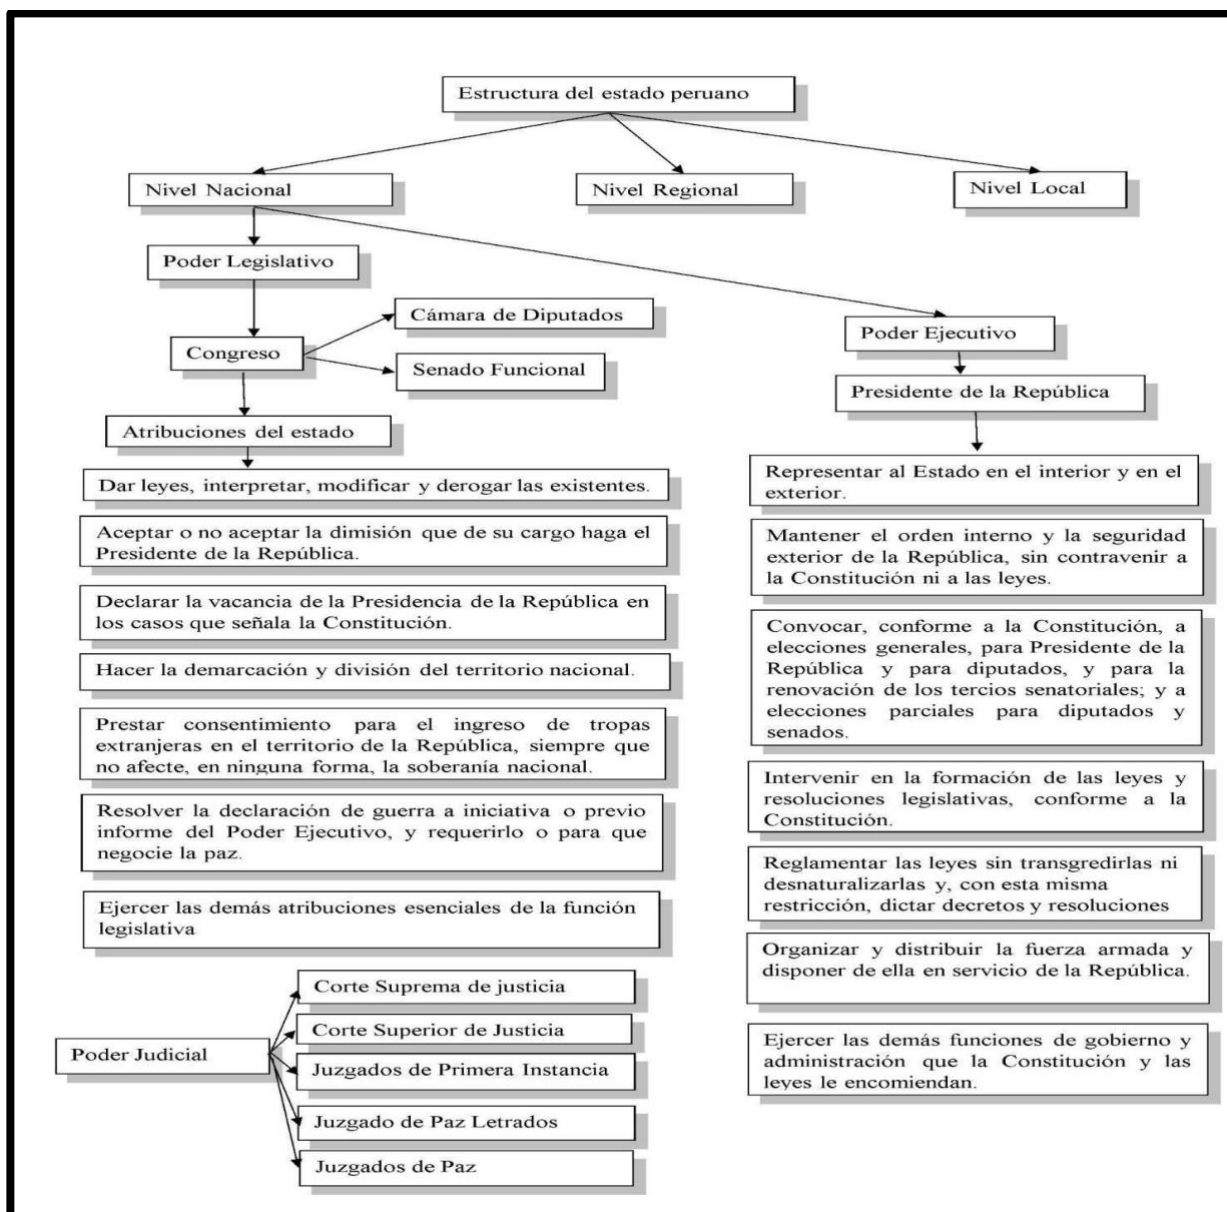 Estructura del estado peruano
Nivel Nacional
Nivel Regional
Nivel Local
Poder Legislativo
Congreso
Cámara de Diputados
Senado Funcional
Atribuciones del estado
Dar leyes, interpretar, modificar y derogar las existentes.
Aceptar o no aceptar la dimisión que de su cargo haga el
Presidente de la República.
Declarar la vacancia de la Presidencia de la República en
los casos que señala la Constitución.
Hacer la demarcación y división del territorio nacional.
Prestar consentimiento para el ingreso de tropas
extranjeras en el territorio de la República, siempre que
no afecte, en ninguna forma, la soberanía nacional.
Resolver la declaración de guerra a iniciativa o previo
informe del Poder Ejecutivo, y requerirlo o para que
negocie la paz.
Ejercer las demás atribuciones esenciales de la función
legislativa
Poder Ejecutivo
Presidente de la República
Representar al Estado en el interior y en el
exterior.
Mantener el orden interno y la seguridad
exterior de la República, sin contravenir a
la Constitución ni a las leyes.
Convocar, conforme a la Constitución, a
elecciones generales, para Presidente de la
República y para diputados, y para la
renovación de los tercios senatoriales; y a
elecciones parciales para diputados y
senados.
Intervenir en la formación de las leyes y
resoluciones legislativas, conforme a la
Constitución.
Reglamentar las leyes sin transgredirlas ni
desnaturalizarlas y, con esta misma
restricción, dictar decretos y resoluciones
Organizar y distribuir la fuerza armada y
disponer de ella en servicio de la República.
Ejercer las demás funciones de gobierno y
administración que la Constitución y las
leyes le encomiendan.
Poder Judicial
Corte Suprema de justicia
Corte Superior de Justicia
Juzgados de Primera Instancia
Juzgado de Paz Letrados
Juzgados de Paz